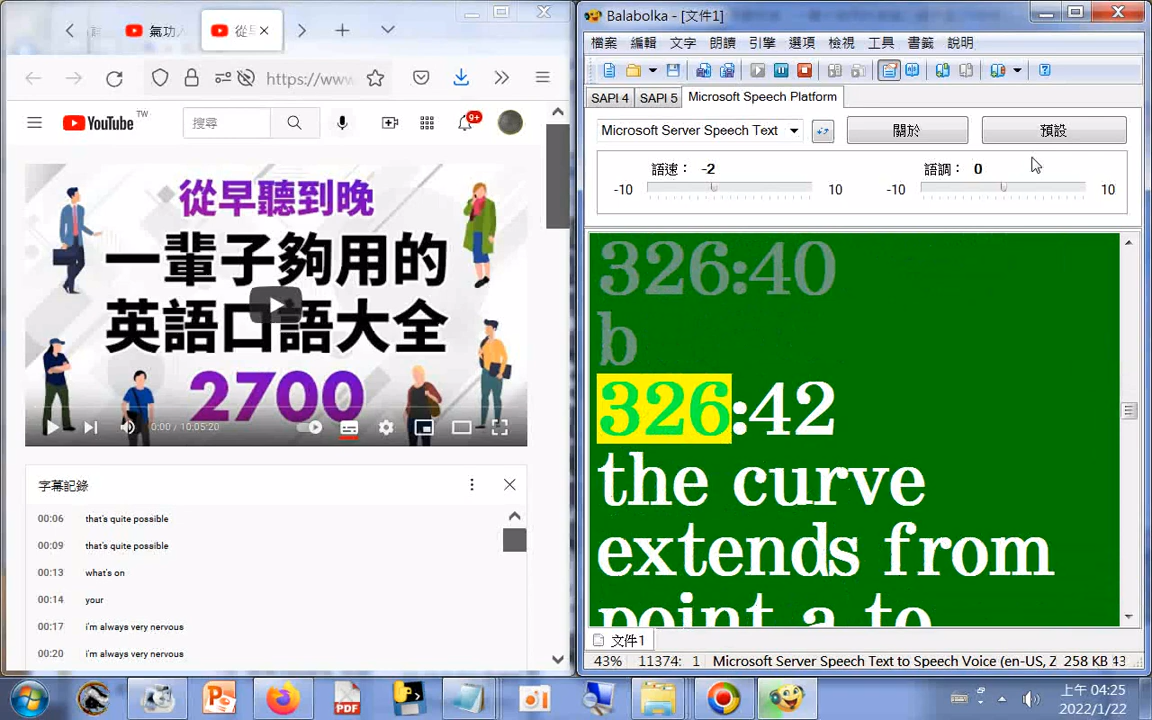 氣功
從
https://www
YouTube TW
搜尋
9+
從早聽到晚
一輩子夠用的
英語口語大全
2700
0:00 / 10:05:20
字幕記錄
00:06 that's quite possible
00:09 that's quite possible
00:13 what's on
00:14 your
00:17 i'm always very nervous
00:20 i'm always very nervous
Balabolka - [文件1]
檔案 編輯 文字 朗讀 引擎 選項 檢視 工具 書籤 說明
SAPI 4 SAPI 5 Microsoft Speech Platform
Microsoft Server Speech Text 關於 預設
語速： -2 語調： 0
-10 10 -10 10
326:40
b
326:42
the curve
extends from
point a to
文件1
43% 11374: 1 Microsoft Server Speech Text to Speech Voice (en-US, Z 258 KB 43
PDF
上午 04:25
2022/1/22